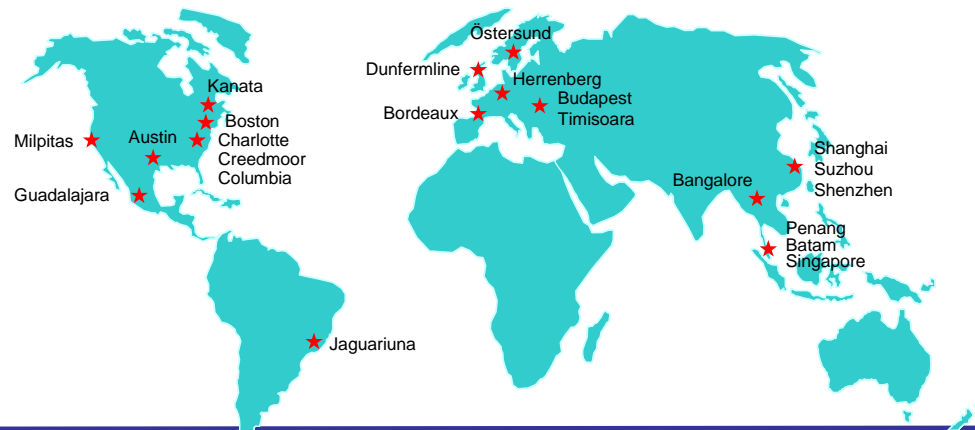 Östersund
Dunfermline
Herrenberg
Kanata
Budapest
Bordeaux
Timisoara
Boston
Milpitas
Austin
Charlotte
Creedmoor
Columbia
Shanghai
Suzhou
Shenzhen
Bangalore
Guadalajara
Penang
Batam
Singapore
Jaguariuna